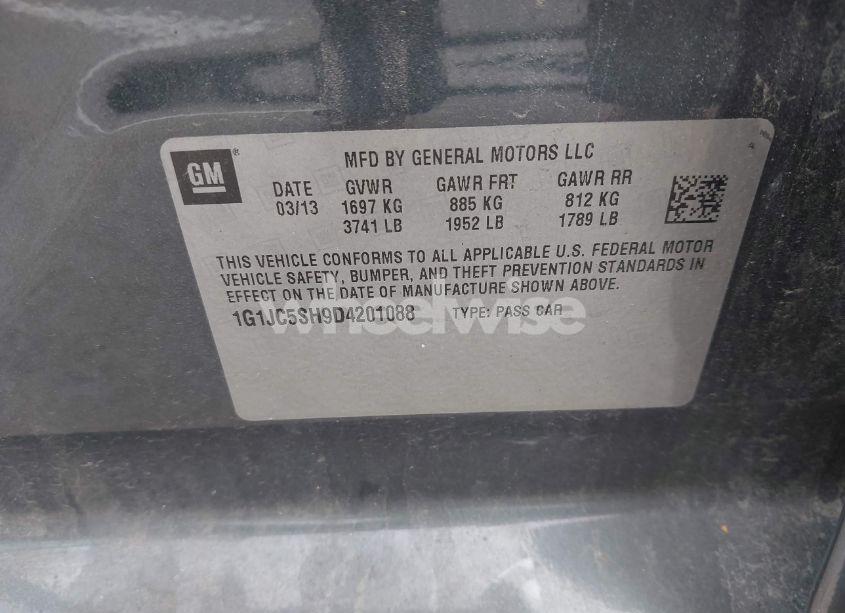 GM
MFD BY GENERAL MOTORS LLC
DATE GVWR GAWR FRT GAWR RR
03/13 1697 KG 885 KG 812 KG
3741 LB 1952 LB 1789 LB
THIS VEHICLE CONFORMS TO ALL APPLICABLE U.S. FEDERAL MOTOR
VEHICLE SAFETY, BUMPER, AND THEFT PREVENTION STANDARDS IN
EFFECT ON THE DATE OF MANUFACTURE SHOWN ABOVE.
1G1JC5SH9D4201088 TYPE: PASS CAR
wheelwise